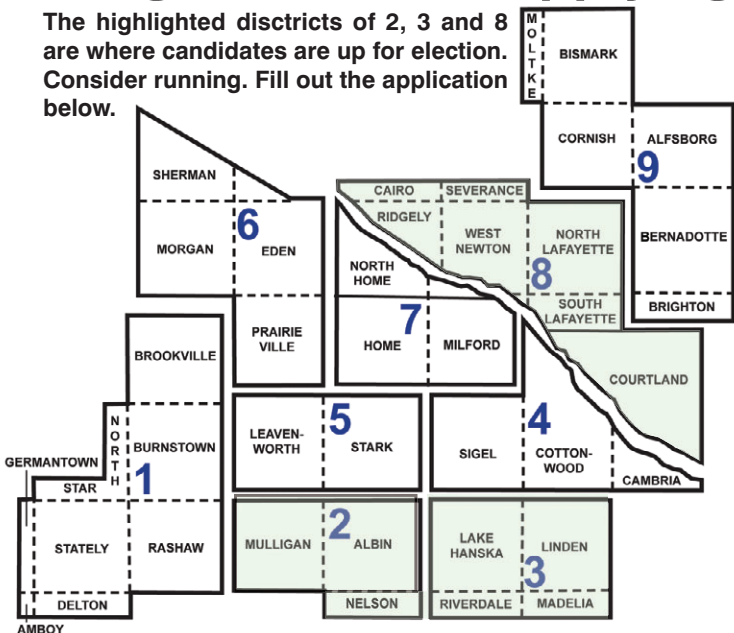 The highlighted disctricts of 2, 3 and 8
are where candidates are up for election.
Consider running. Fill out the application
below.
MOLTKE
BISMARK
CORNISH
ALFSBORG
9
BERNADOTTE
BRIGHTON
SHERMAN
MORGAN
6
EDEN
PRAIRIE
VILLE
CAIRO
SEVERANCE
RIDGELY
WEST
NEWTON
NORTH
LAFAYETTE
8
SOUTH
LAFAYETTE
COURTLAND
NORTH
HOME
7
HOME
MILFORD
BROOKVILLE
NORTH
BURNSTOWN
GERMANTOWN
STAR
1
STATELY
RASHAW
DELTON
AMBOY
LEAVEN-
WORTH
5
STARK
SIGEL
4
COTTON-
WOOD
CAMBRIA
MULLIGAN
2
ALBIN
NELSON
LAKE
HANSKA
LINDEN
3
RIVERDALE
MADELIA